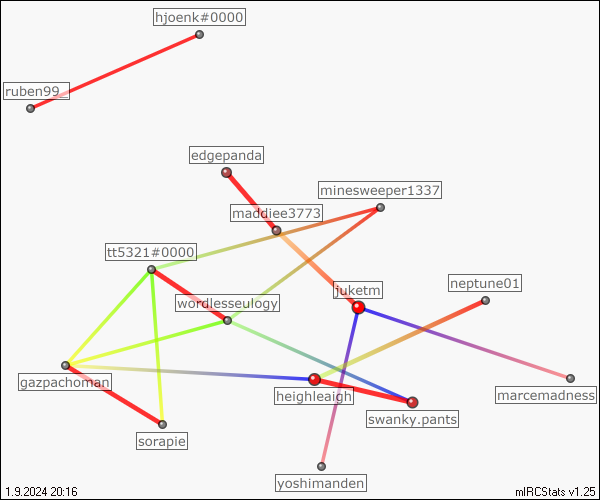 hjoenk#0000
ruben99_
edgepanda
minesweeper1337
maddiee3773
tt5321#0000
neptune01
juketm
wordlesseulogy
gazpachoman
heighleaigh
marcemadness
swanky.pants
sorapie
yoshimanden
1.9.2024 20:16
mIRCStats v1.25